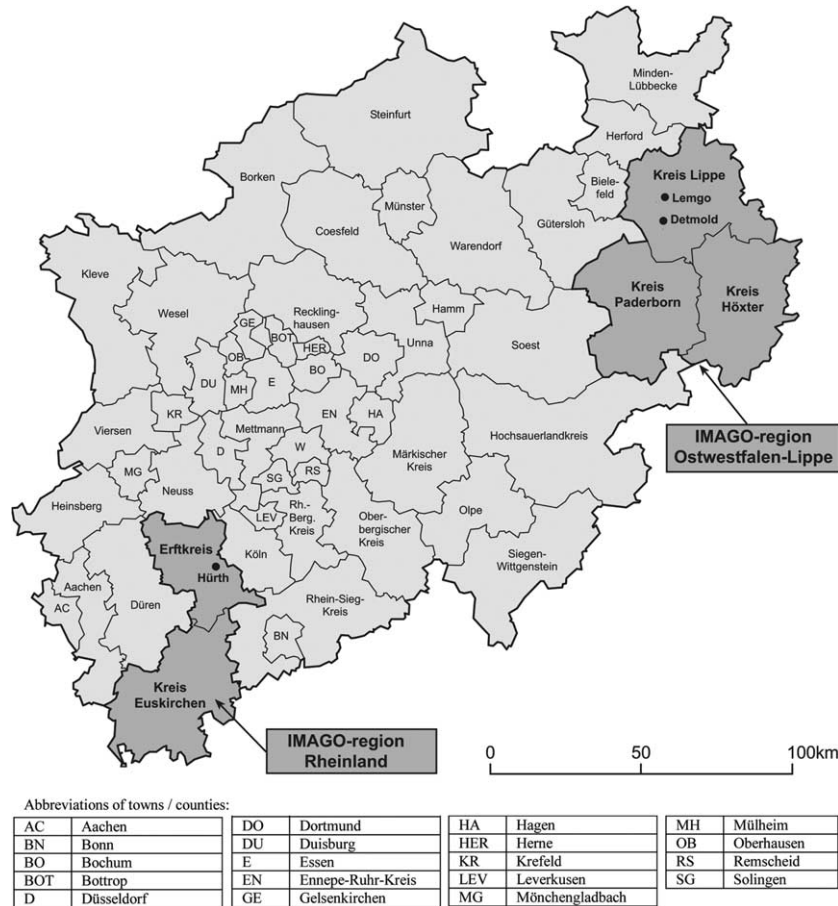 Minden-
Lübbecke
Steinfurt
Herford
Borken
Kreis Lippe
Biele-
feld
Lemgo
Münster
Detmold
Gütersloh
Coesfeld
Warendorf
Kleve
Kreis
Paderborn
Kreis
Höxter
Wesel
Reckling-
hausen
Hamm
GE
BOT
HER
OB
DO
Unna
Soest
BO
DU
MH
E
KR
EN
HA
Viersen
Mettmann
Hochsauerlandkreis
IMAGO-region
Ostwestfalen-Lippe
D
W
Märkischer
Kreis
MG
SG
RS
Neuss
Heinsberg
Rh.-
Berg.
Kreis
LEV
Ober-
bergischer
Kreis
Olpe
Erftkreis
Köln
Siegen-
Wittgenstein
Hürth
Aachen
AC
Düren
Rhein-Sieg-
Kreis
BN
Kreis
Euskirchen
IMAGO-region
Rheinland
0 50 100km
Abbreviations of towns / counties:
AC Aachen DO Dortmund HA Hagen MH Mülheim
BN Bonn DU Duisburg HER Herne OB Oberhausen
BO Bochum E Essen KR Krefeld RS Remscheid
BOT Bottrop EN Ennepe-Ruhr-Kreis LEV Leverkusen SG Solingen
D Düsseldorf GE Gelsenkirchen MG Mönchengladbach